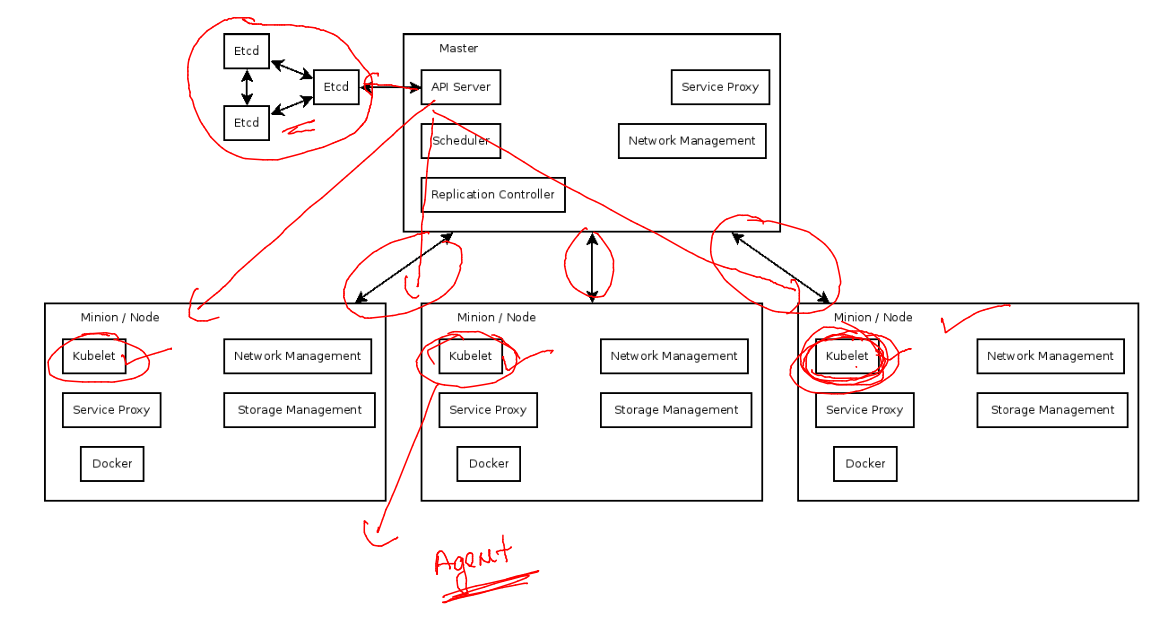 Etcd
Etcd
Etcd
Master
API Server
Service Proxy
Scheduler
Network Management
Replication Controller
Minion / Node
Kubelet
Network Management
Service Proxy
Storage Management
Docker
Minion / Node
Kubelet
Network Management
Service Proxy
Storage Management
Docker
Minion / Node
Kubelet
Network Management
Service Proxy
Storage Management
Docker
Agent